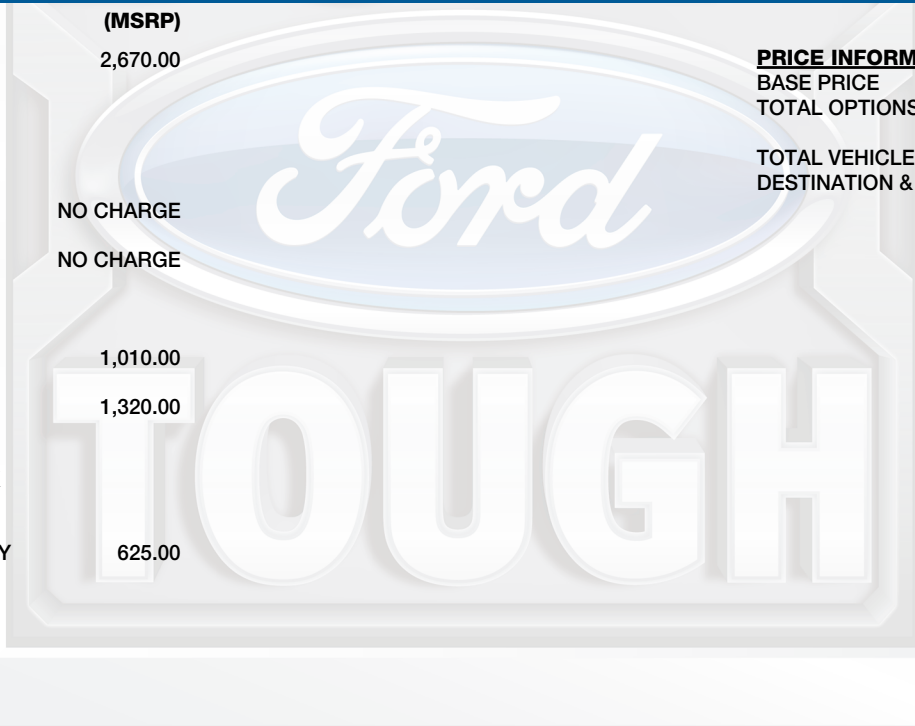 (MSRP)
2,670.00
NO CHARGE
NO CHARGE
1,010.00
1,320.00
Y 625.00
PRICE INFORM
BASE PRICE
TOTAL OPTIONS
TOTAL VEHICLE
DESTINATION &
Ford
TOUGH